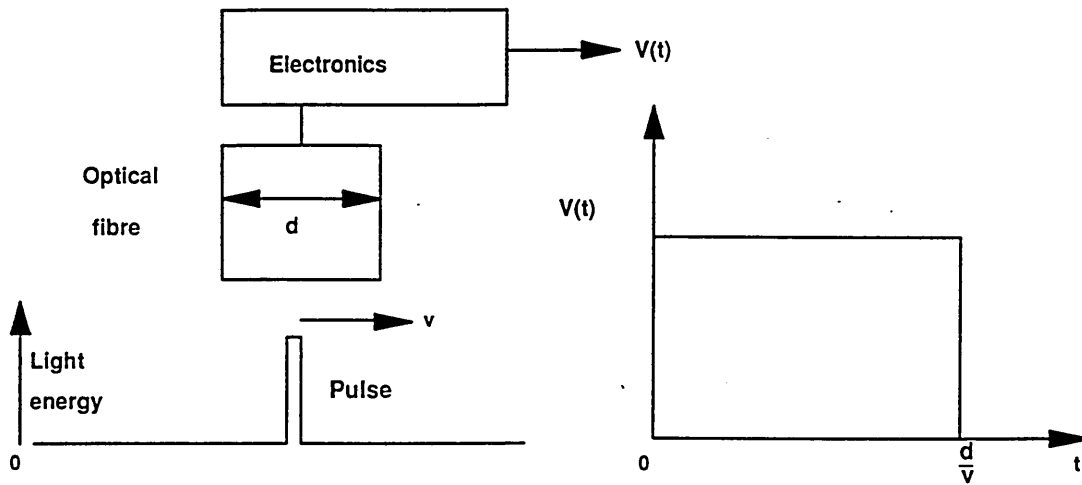 Electronics
V(t)
Optical
fibre
d
V(t)
v
Light
energy
Pulse
0
0
d
v
t